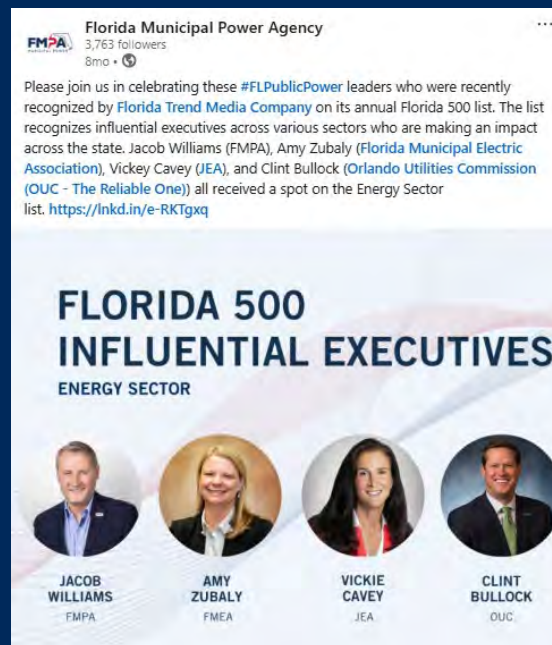 Florida Municipal Power Agency
FMPA
3,763 followers
8mo •
Please join us in celebrating these #FLPublicPower leaders who were recently
recognized by Florida Trend Media Company on its annual Florida 500 list. The list
recognizes influential executives across various sectors who are making an impact
across the state. Jacob Williams (FMPA), Amy Zubaly (Florida Municipal Electric
Association), Vickey Cavey (JEA), and Clint Bullock (Orlando Utilities Commission
(OUC - The Reliable One)) all received a spot on the Energy Sector
list. https://lnkd.in/e-RKTgxq
FLORIDA 500
INFLUENTIAL EXECUTIVES
ENERGY SECTOR
JACOB
WILLIAMS
FMPA
AMY
ZUBALY
FMEA
VICKIE
CAVEY
JEA
CLINT
BULLOCK
OUC